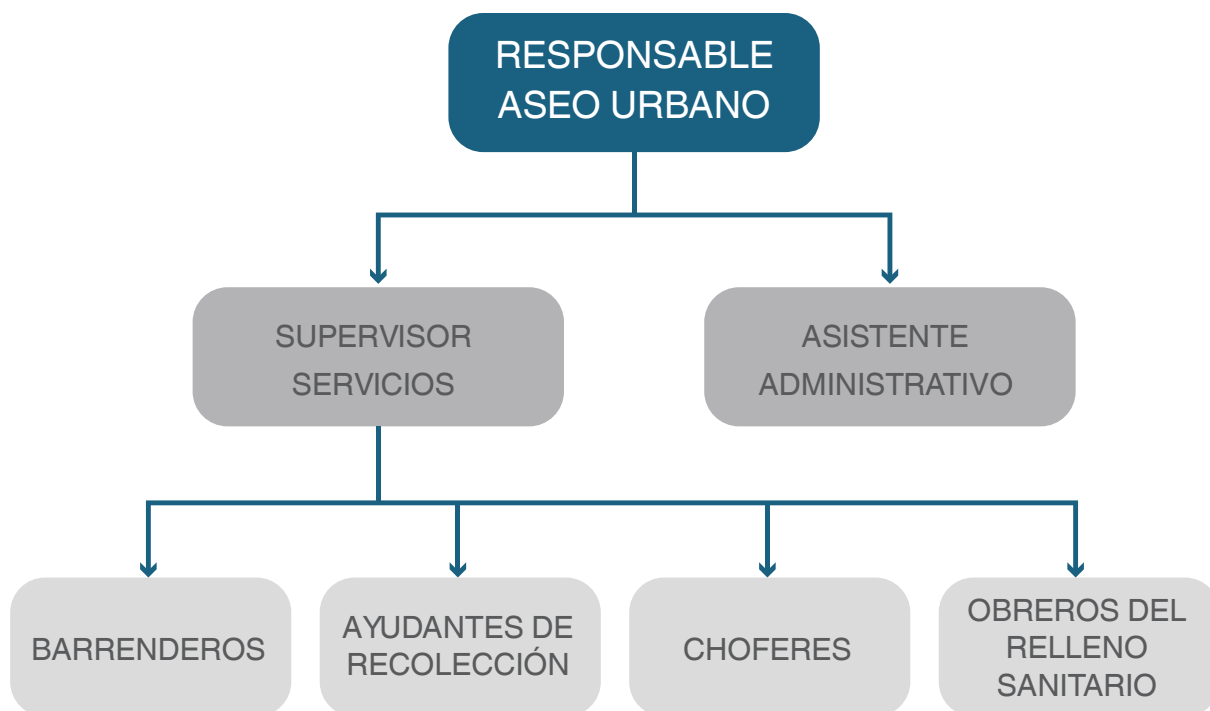 RESPONSABLE
ASEO URBANO
SUPERVISOR
SERVICIOS
ASISTENTE
ADMINISTRATIVO
BARRENDEROS
AYUDANTES DE
RECOLECCIÓN
CHOFERES
OBREROS DEL
RELLENO
SANITARIO